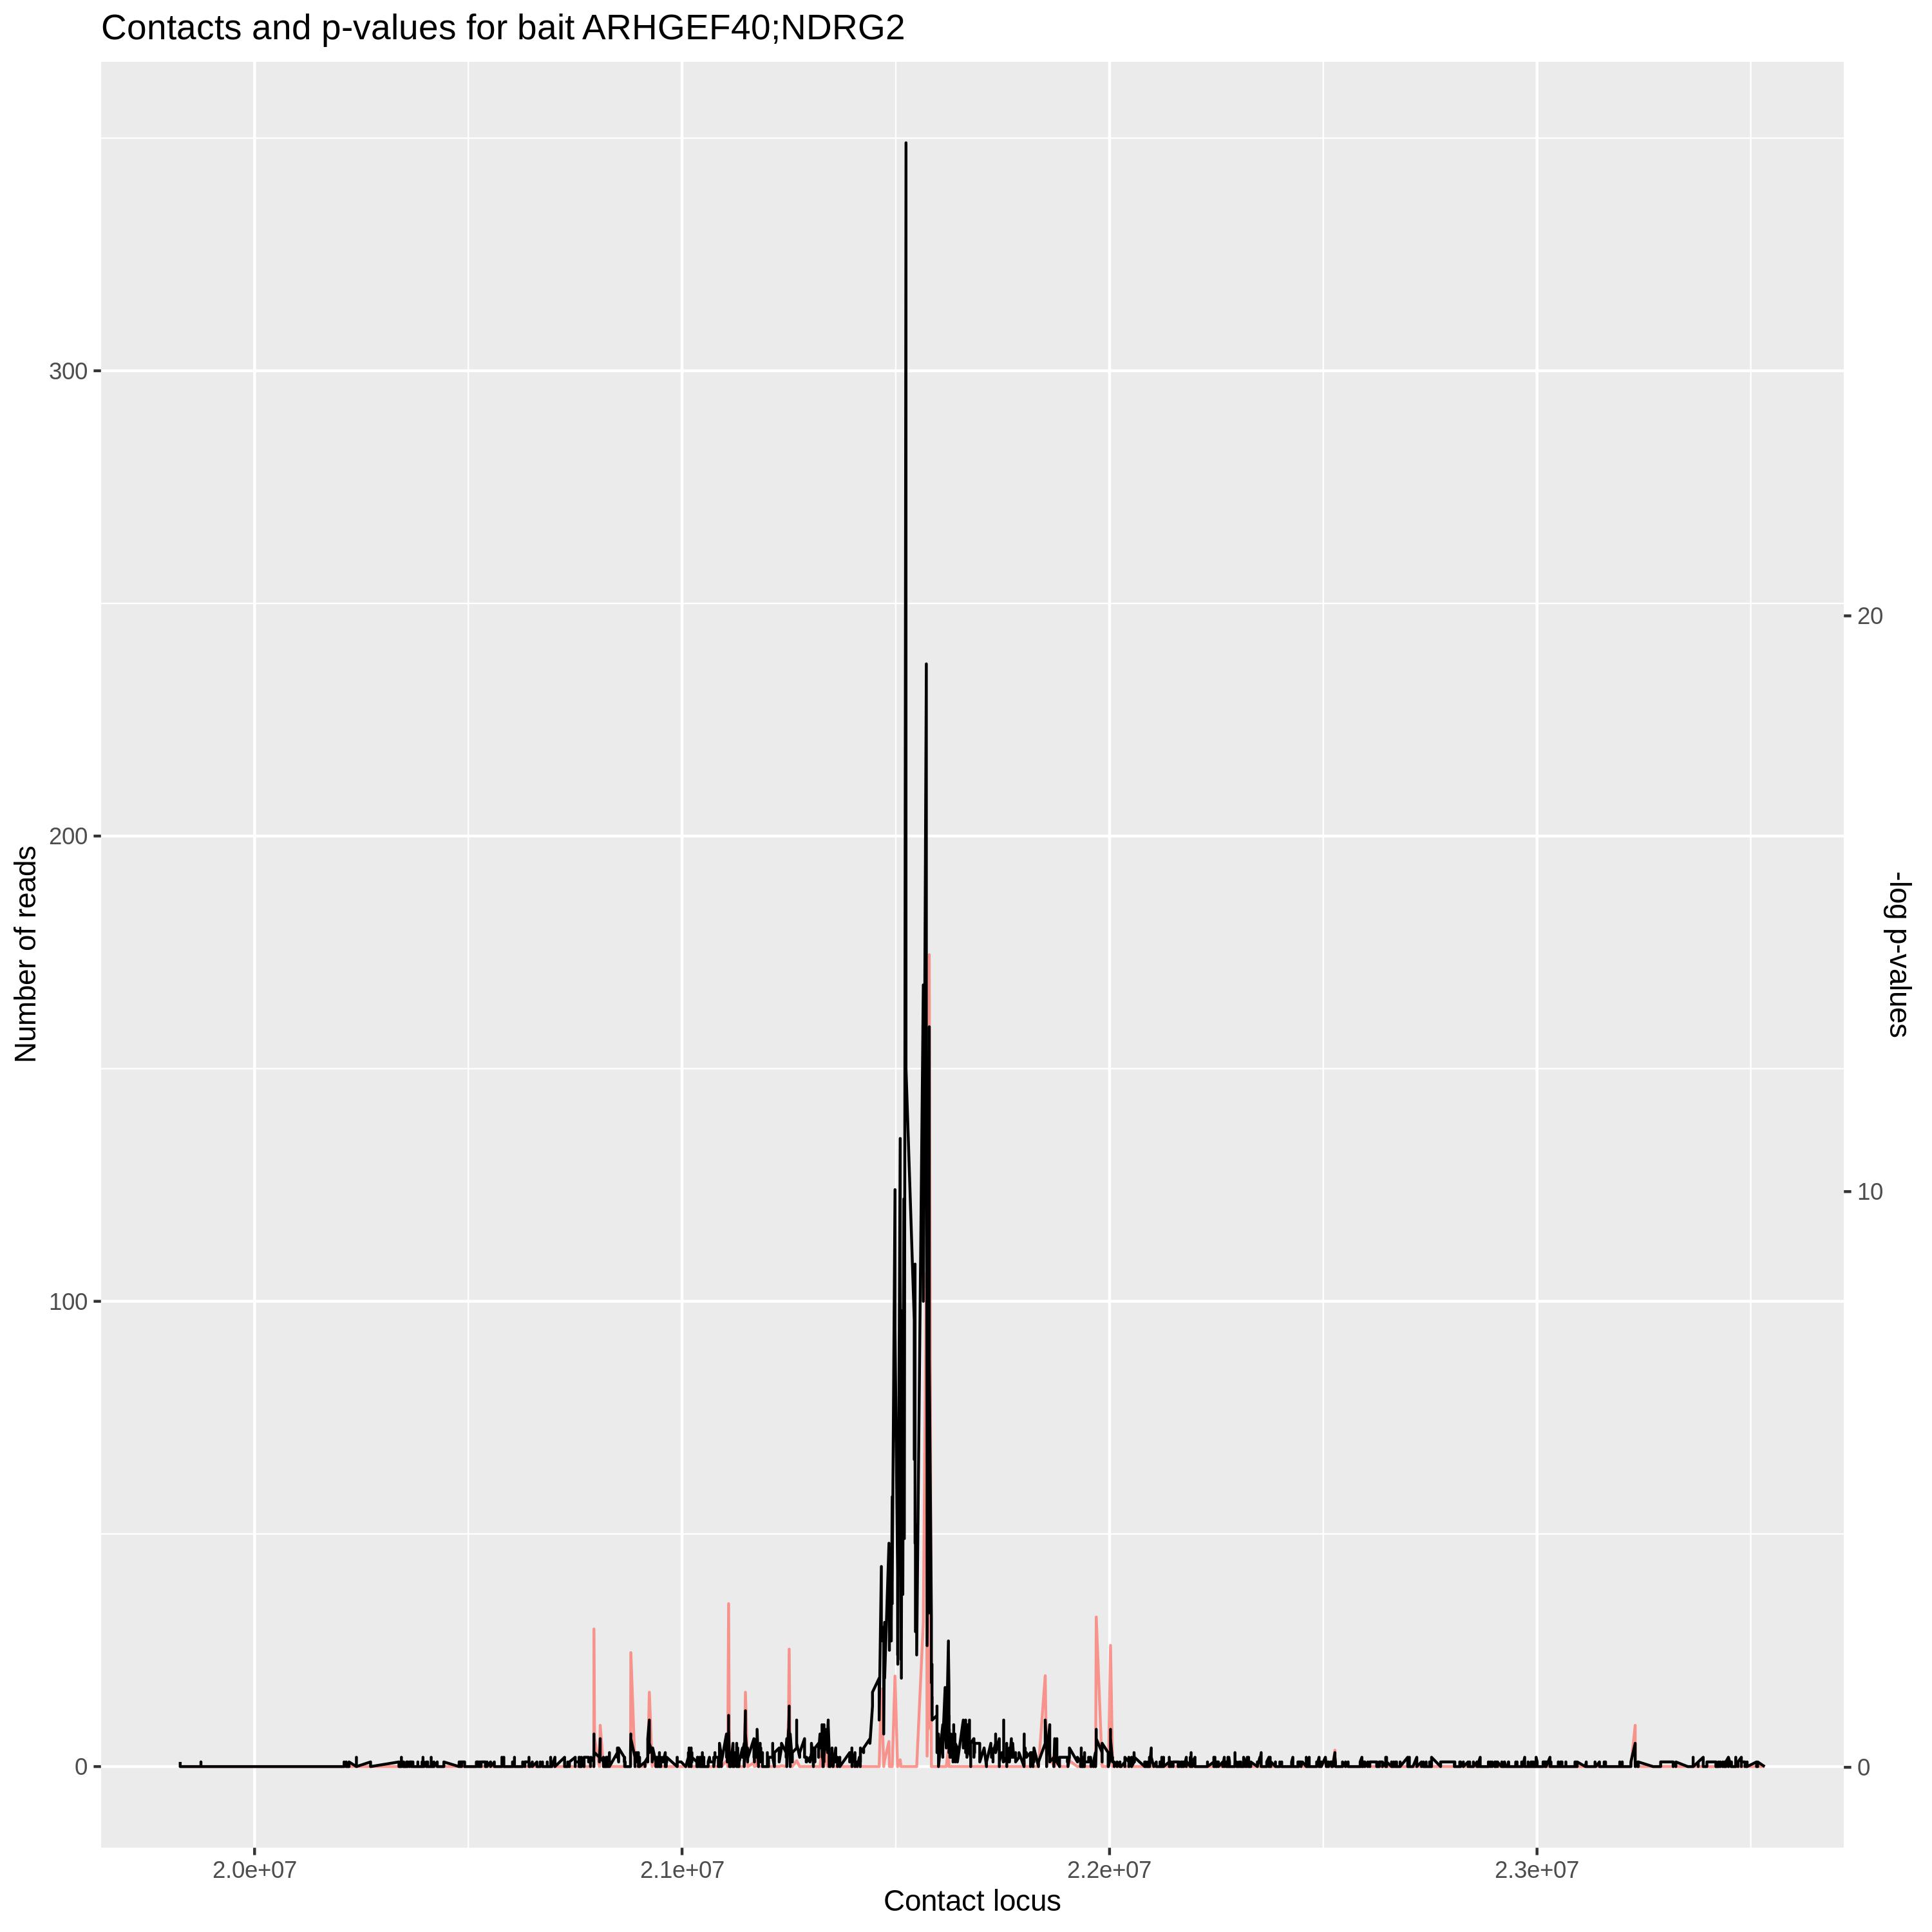 Contacts and p-values for bait ARHGEF40;NDRG2
Number of reads
300
200
100
0
20
10
0
-log p-values
2.0e+07 2.1e+07 2.2e+07 2.3e+07
Contact locus